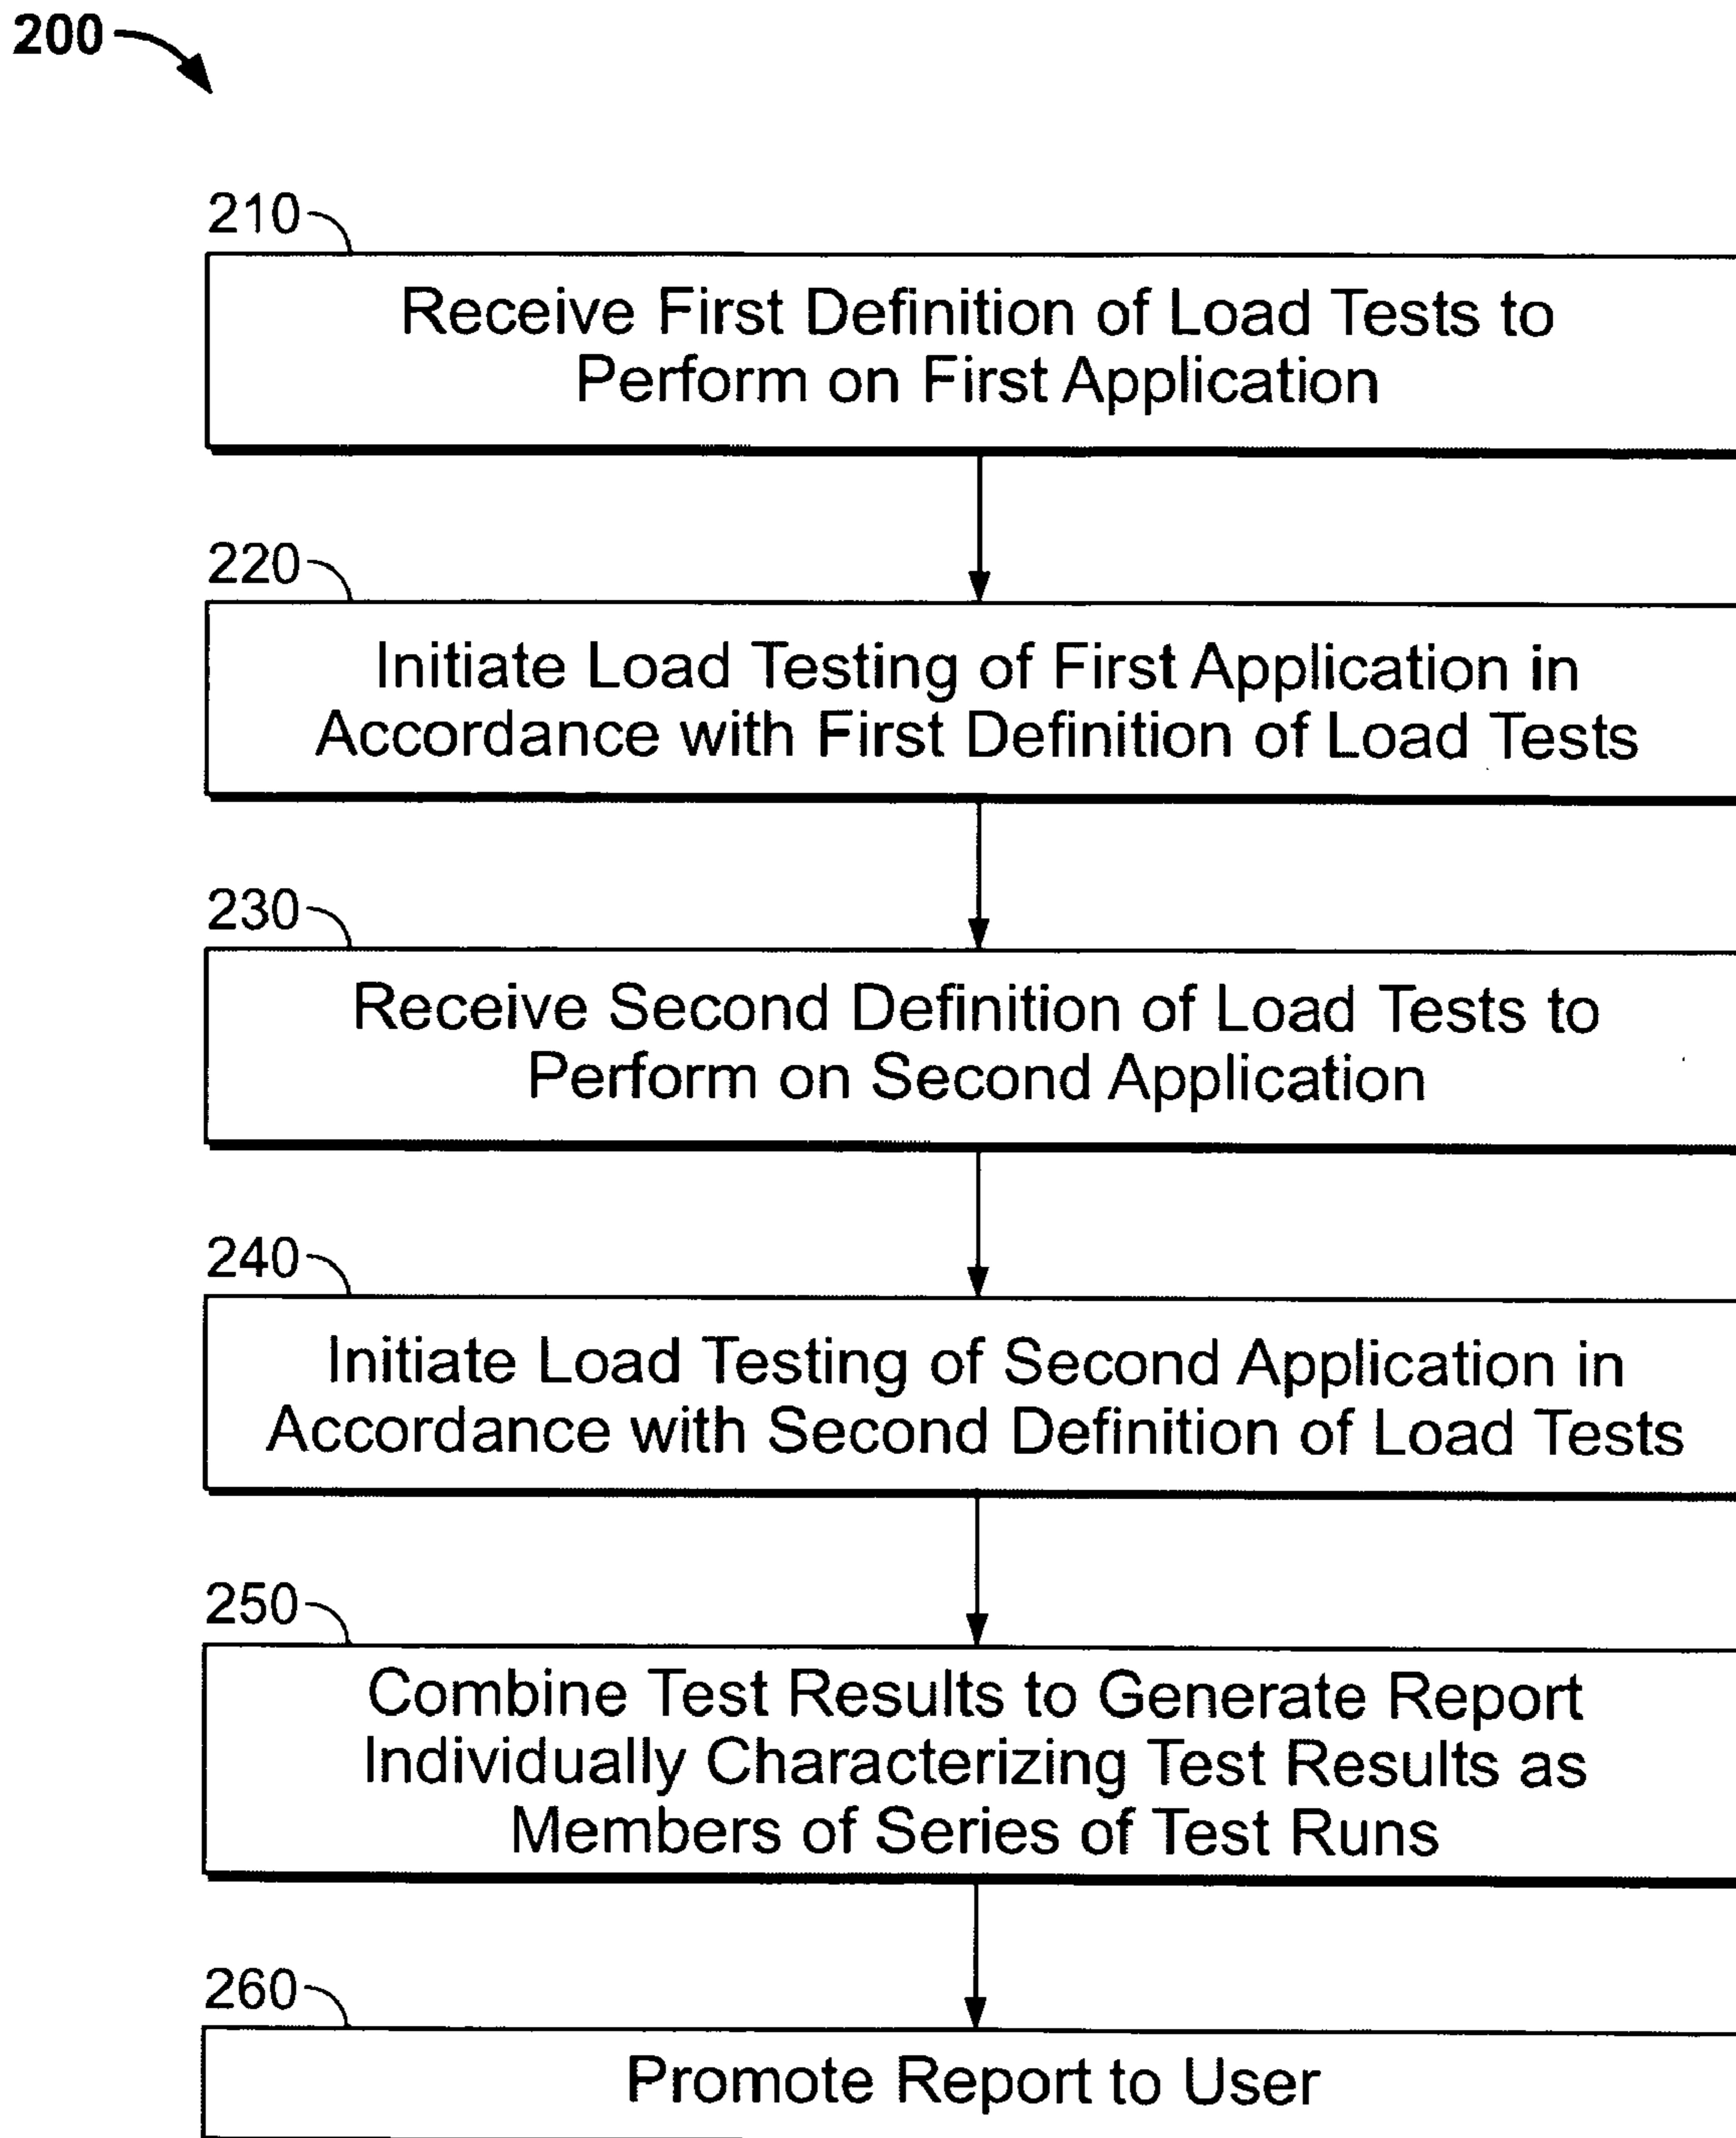 200
210
Receive First Definition of Load Tests to
Perform on First Application
220
Initiate Load Testing of First Application in
Accordance with First Definition of Load Tests
230
Receive Second Definition of Load Tests to
Perform on Second Application
240
Initiate Load Testing of Second Application in
Accordance with Second Definition of Load Tests
250
Combine Test Results to Generate Report
Individually Characterizing Test Results as
Members of Series of Test Runs
260
Promote Report to User